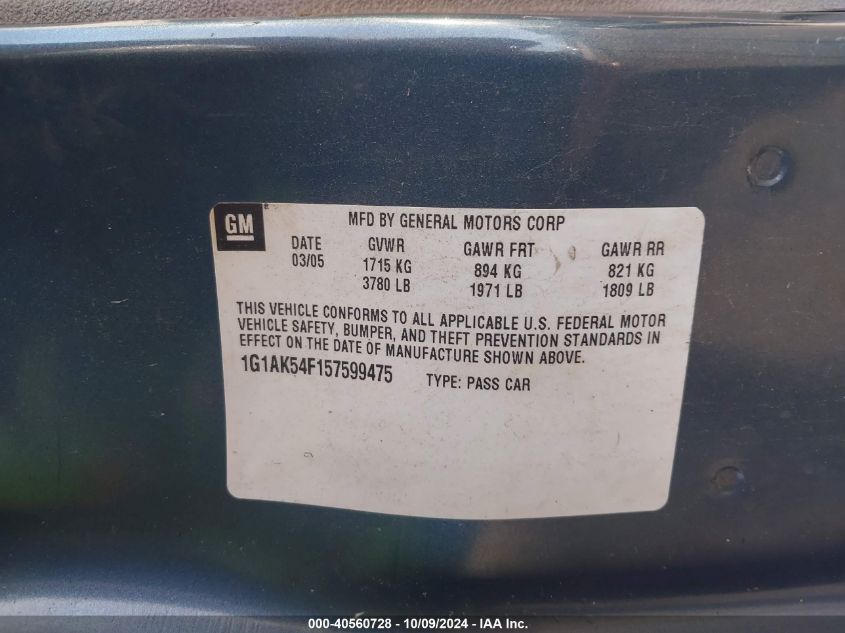 GM
MFD BY GENERAL MOTORS CORP
DATE GVWR GAWR FRT GAWR RR
03/05 1715 KG 894 KG 821 KG
3780 LB 1971 LB 1809 LB
THIS VEHICLE CONFORMS TO ALL APPLICABLE U.S. FEDERAL MOTOR
VEHICLE SAFETY, BUMPER, AND THEFT PREVENTION STANDARDS IN
EFFECT ON THE DATE OF MANUFACTURE SHOWN ABOVE.
1G1AK54F157599475 TYPE: PASS CAR
000-40560728 - 10/09/2024 - IAA Inc.